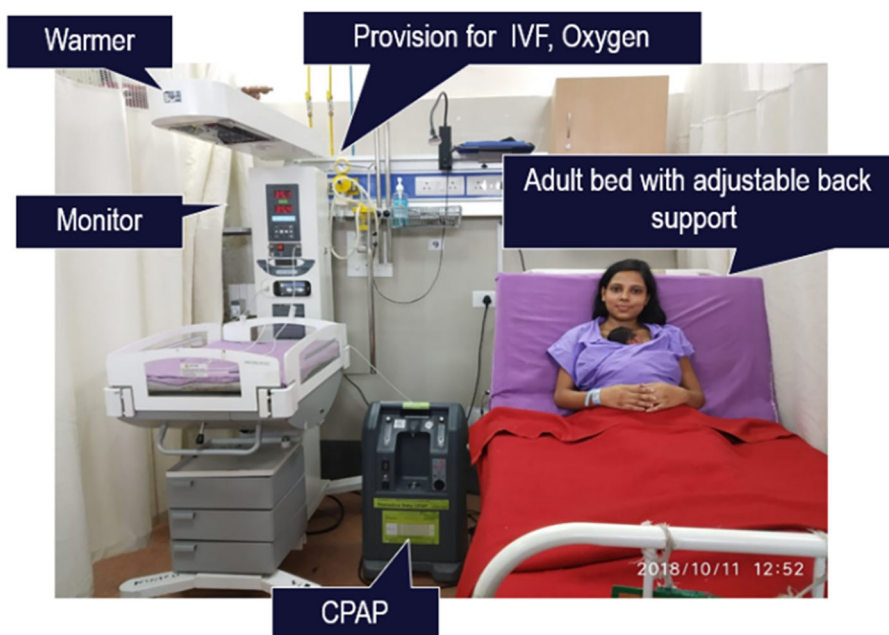 Warmer
Provision for IVF, Oxygen
Monitor
Adult bed with adjustable back
support
CPAP
2018/10/11 12:52